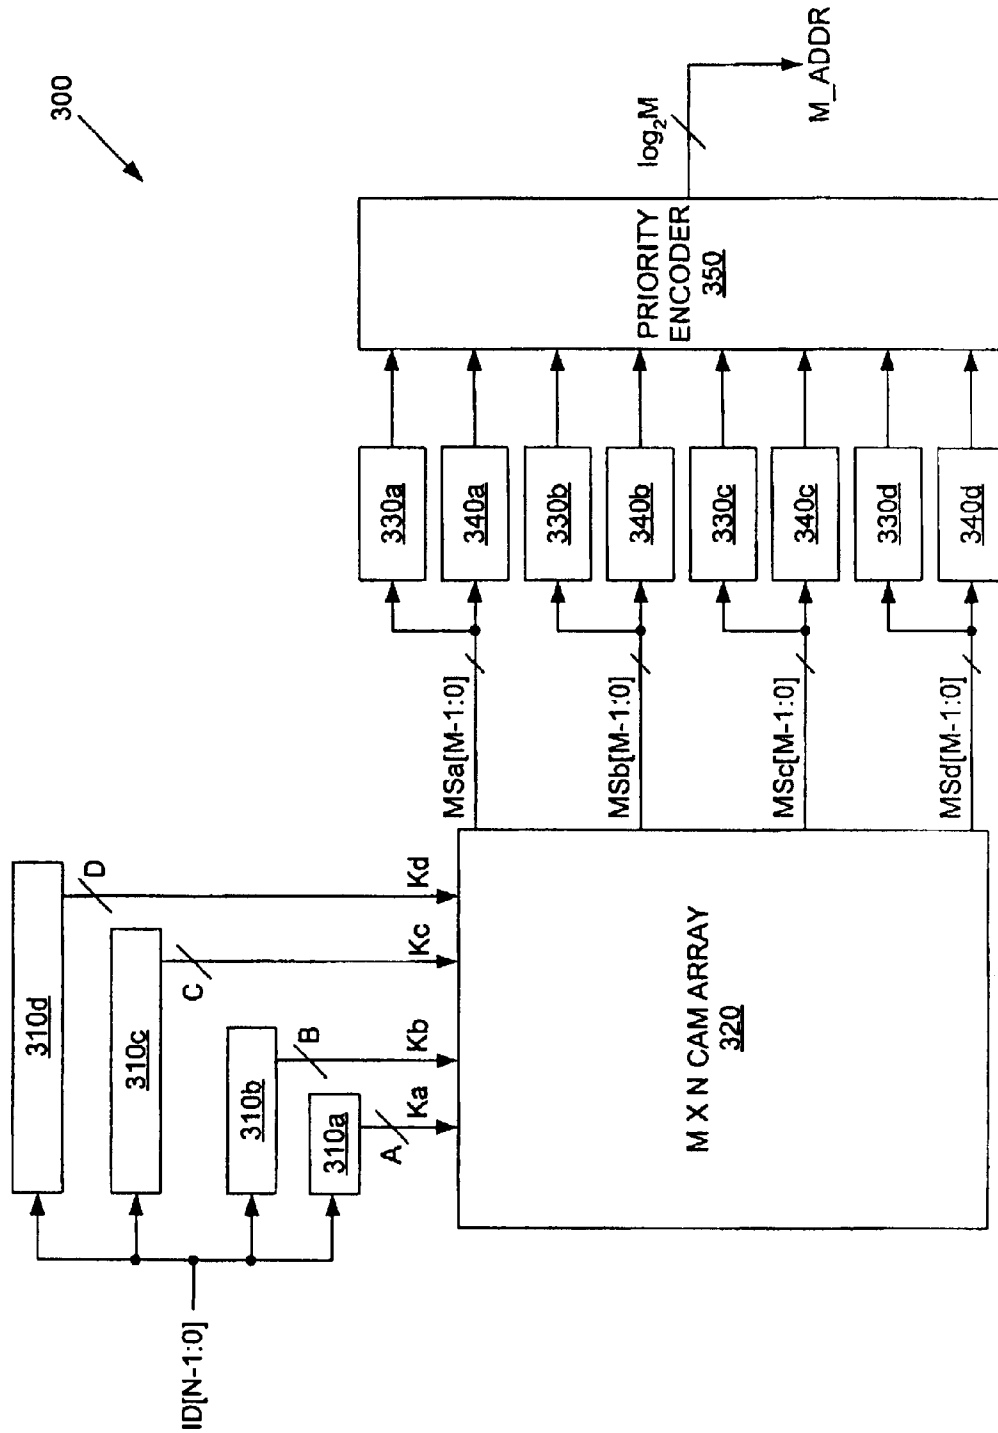 300
ID[N-1:0]
310d
310c
310b
310a
D
C
B
A
Kd
Kc
Kb
Ka
M X N CAM ARRAY
320
MSa[M-1:0]
MSb[M-1:0]
MSc[M-1:0]
MSd[M-1:0]
330a
340a
330b
340b
330c
340c
330d
340d
PRIORITY
ENCODER
350
log₂M
M_ADDR